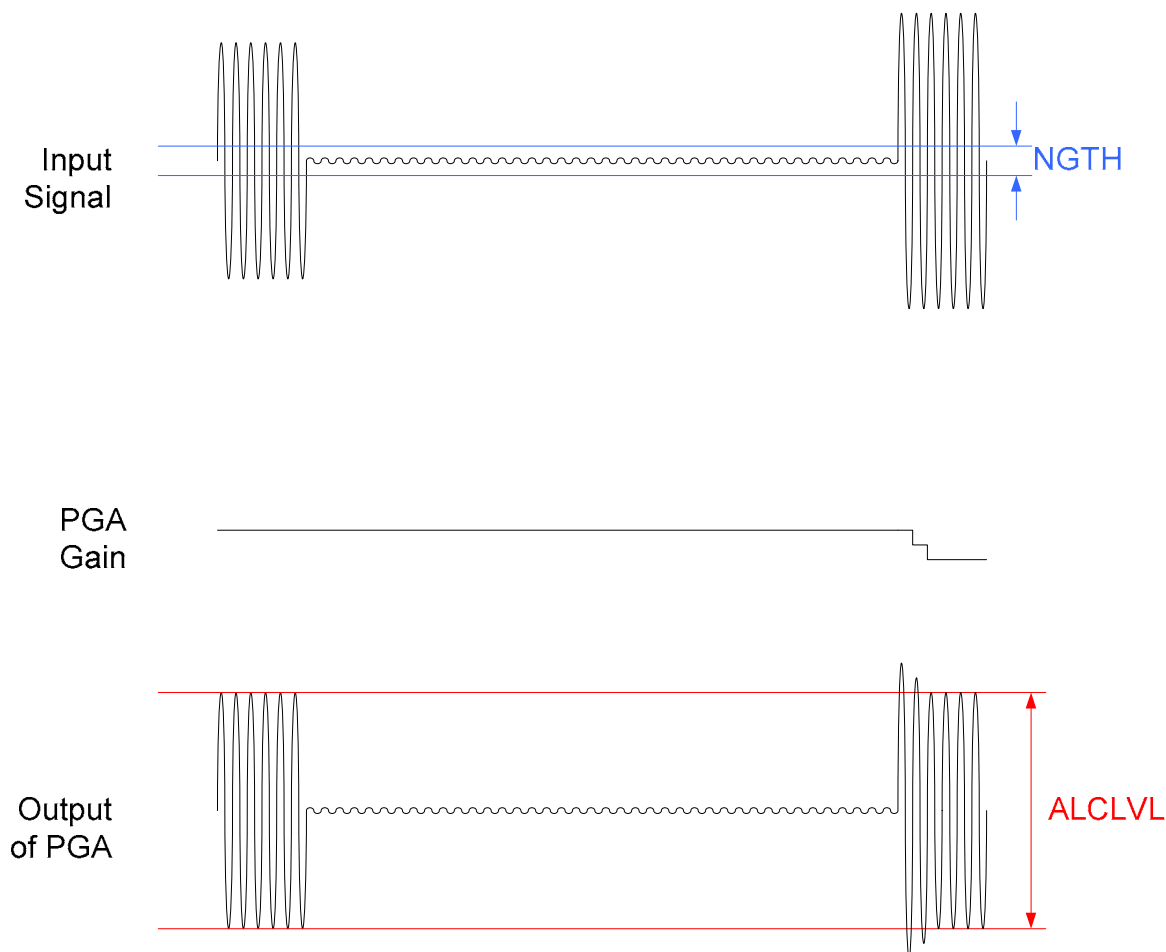 Input
Signal
NGTH
PGA
Gain
Output
of PGA
ALCLVL